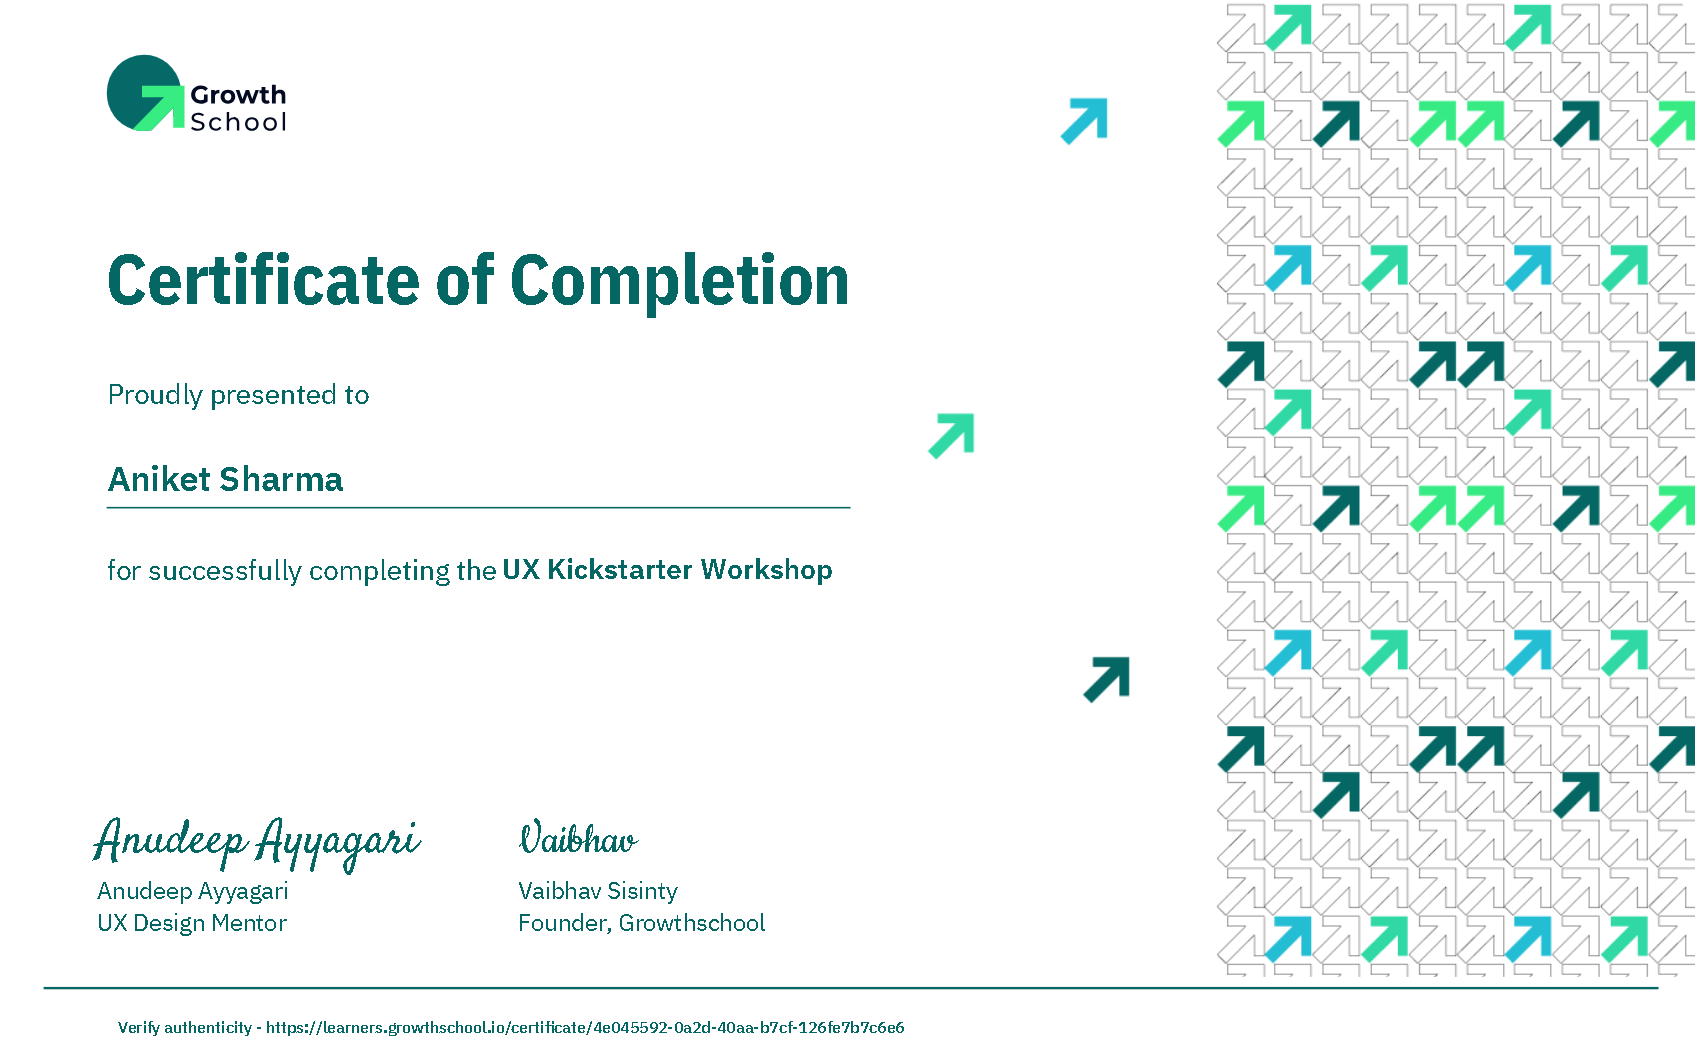 Growth
School
Certificate of Completion
Proudly presented to
Aniket Sharma
for successfully completing the UX Kickstarter Workshop
Anudeep Ayyagari
Anudeep Ayyagari
UX Design Mentor
Vaibhav
Vaibhav Sisinty
Founder, Growthschool
Verify authenticity - https://learners.growthschool.io/certificate/4e045592-0a2d-40aa-b7cf-126fe7b7c6e6